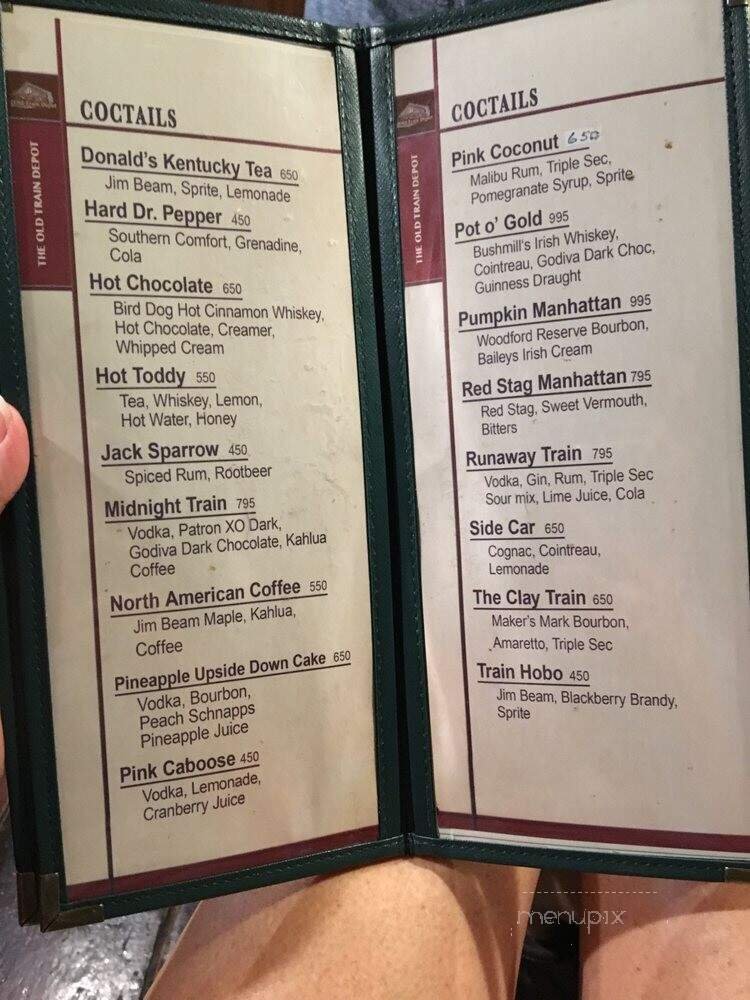 COCTAILS
THE OLD TRAIN DEPOT
Donald's Kentucky Tea 650
Jim Beam, Sprite, Lemonade
Hard Dr. Pepper 450
Southern Comfort, Grenadine,
Cola
Hot Chocolate 650
Bird Dog Hot Cinnamon Whiskey,
Hot Chocolate, Creamer,
Whipped Cream
Hot Toddy 550
Tea, Whiskey, Lemon,
Hot Water, Honey
Jack Sparrow 450
Spiced Rum, Rootbeer
Midnight Train 795
Vodka, Patron XO Dark,
Godiva Dark Chocolate, Kahlua
Coffee
North American Coffee 550
Jim Beam Maple, Kahlua,
Coffee
Pineapple Upside Down Cake 650
Vodka, Bourbon,
Peach Schnapps
Pineapple Juice
Pink Caboose 450
Vodka, Lemonade,
Cranberry Juice
COCTAILS
THE OLD TRAIN DEPOT
Pink Coconut 650
Malibu Rum, Triple Sec,
Pomegranate Syrup, Sprite
Pot o' Gold 995
Bushmill's Irish Whiskey,
Cointreau, Godiva Dark Choc,
Guinness Draught
Pumpkin Manhattan 995
Woodford Reserve Bourbon,
Baileys Irish Cream
Red Stag Manhattan 795
Red Stag, Sweet Vermouth,
Bitters
Runaway Train 795
Vodka, Gin, Rum, Triple Sec
Sour mix, Lime Juice, Cola
Side Car 650
Cognac, Cointreau,
Lemonade
The Clay Train 650
Maker's Mark Bourbon,
Amaretto, Triple Sec
Train Hobo 450
Jim Beam, Blackberry Brandy,
Sprite
menupix